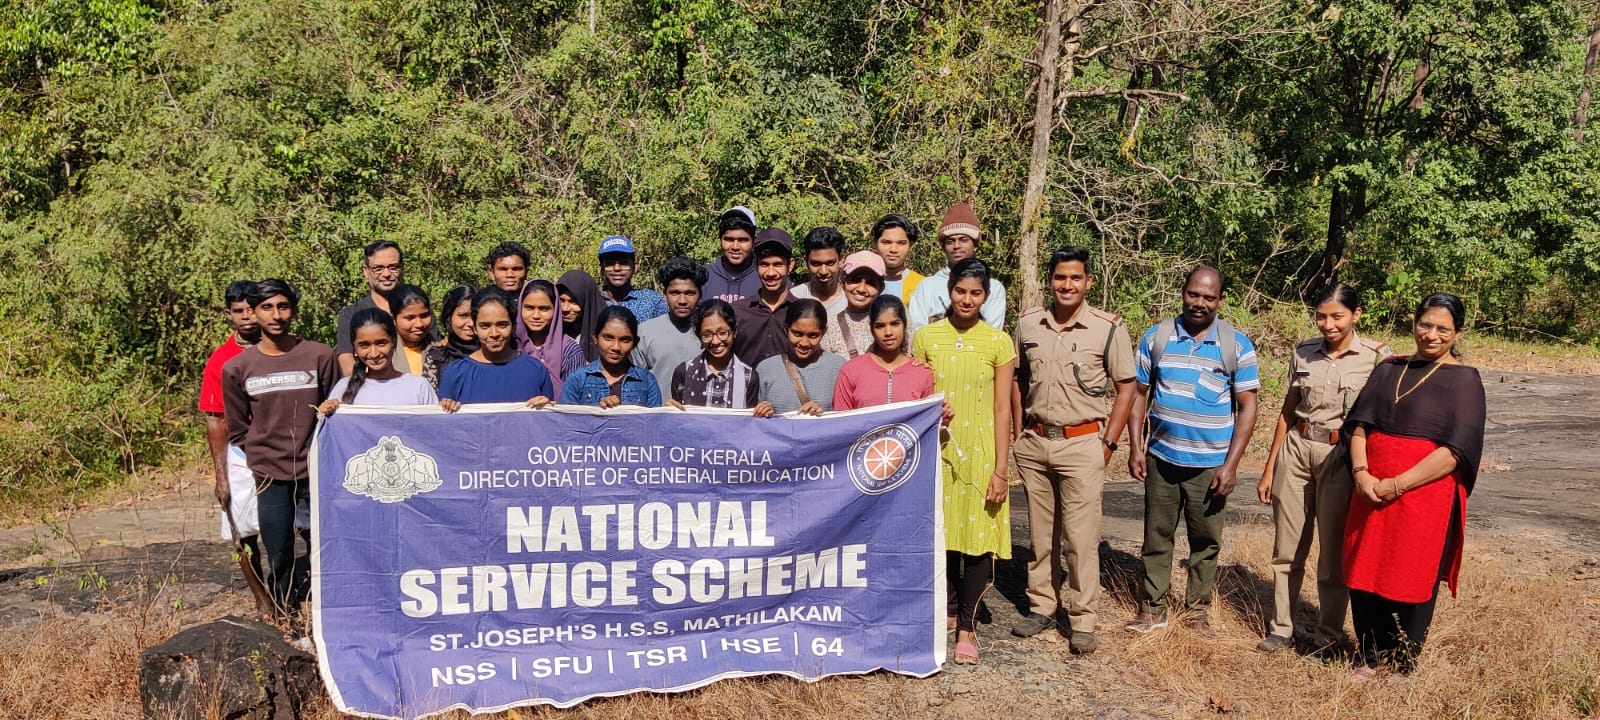 GOVERNMENT OF KERALA
DIRECTORATE OF GENERAL EDUCATION
NATIONAL
SERVICE SCHEME
ST.JOSEPH'S H.S.S, MATHILAKAM
NSS | SFU | TSR | HSE | 64
CONVERSE